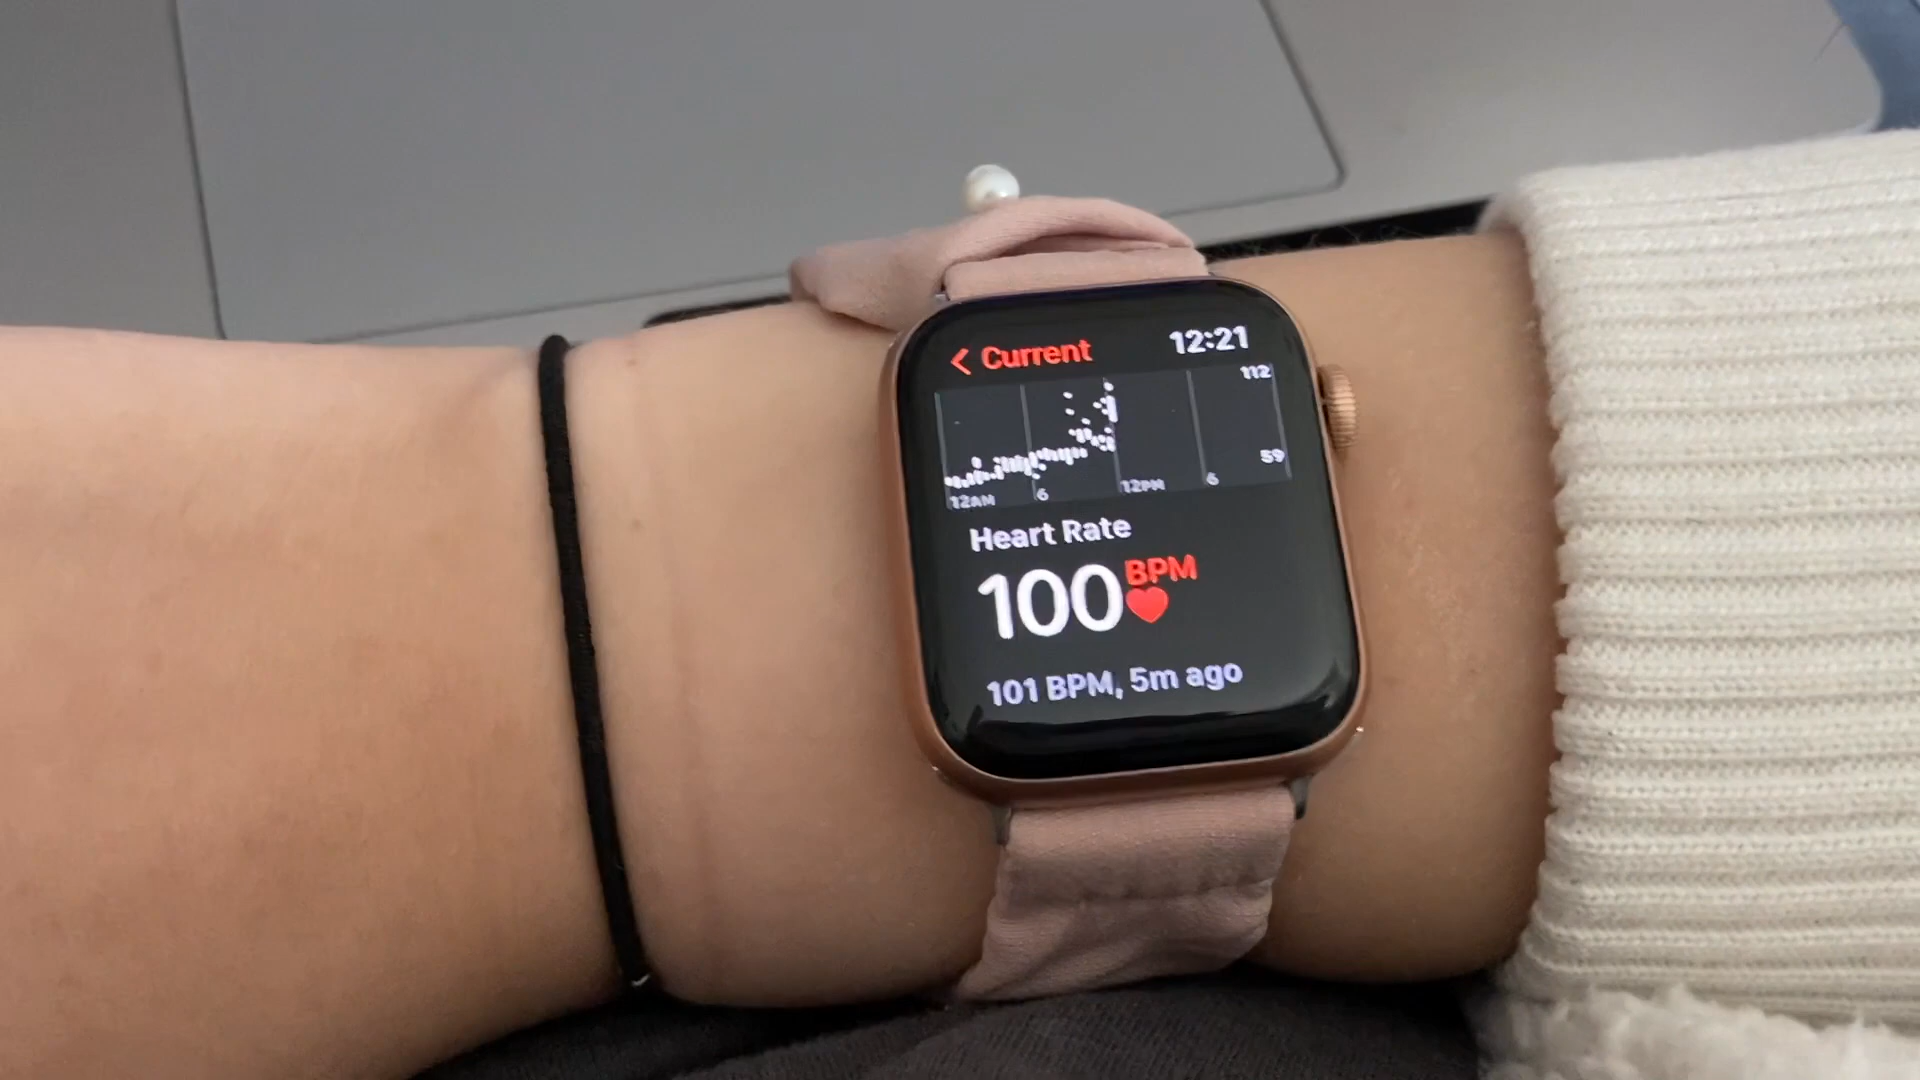 < Current 12:21
112
59
12AM 6 12PM 6
Heart Rate
100 BPM
101 BPM, 5m ago